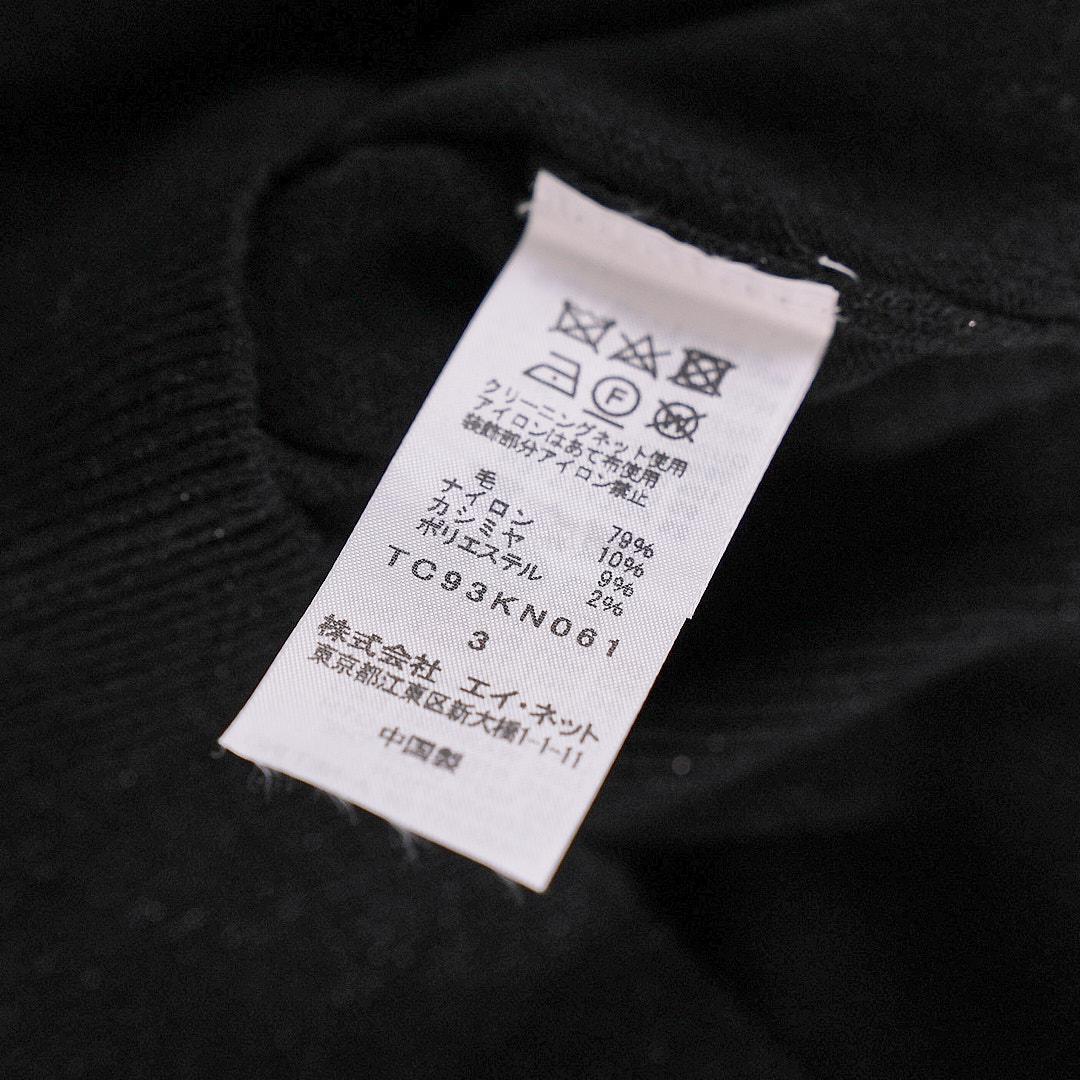 F
W
クリーニングネット使用
アイロンはあて布使用
装飾部分アイロン禁止
毛 79%
ナイロン 10%
カシミヤ 9%
ポリエステル 2%
TC93KN061
3
株式会社 エイ・ネット
東京都江東区新大橋1-1-11
中国製